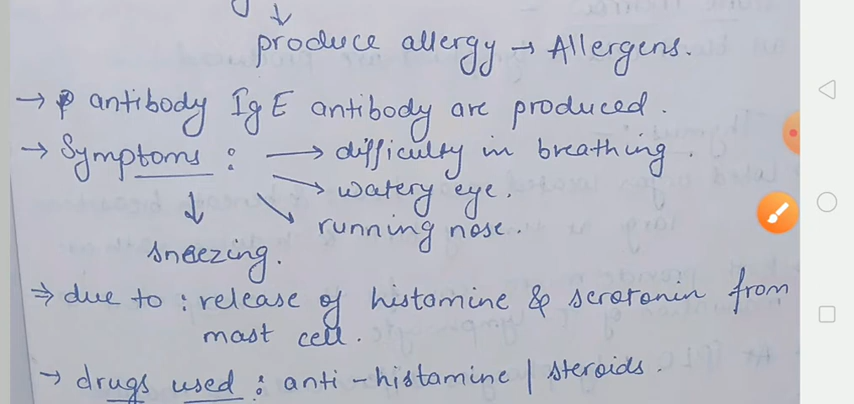 ↓
produce allergy → Allergens.
→ antibody IgE antibody are produced.
→ Symptoms : → difficulty in breathing.
→ watery eye.
↓ ↘ running nose.
sneezing.
⇒ due to : release of histamine & scrotonin from
mast cell.
→ drugs used : anti-histamine / steroids.